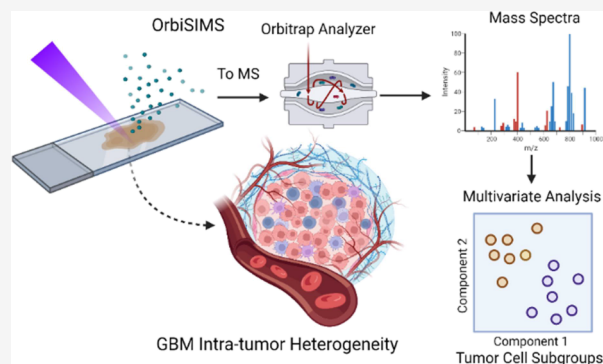 OrbiSIMS
Orbitrap Analyzer
To MS
Mass Spectra
Intensity
100
80
60
40
20
0
200
400
600
800
1000
m/z
Multivariate Analysis
Component 2
Component 1
Tumor Cell Subgroups
GBM Intra-tumor Heterogeneity